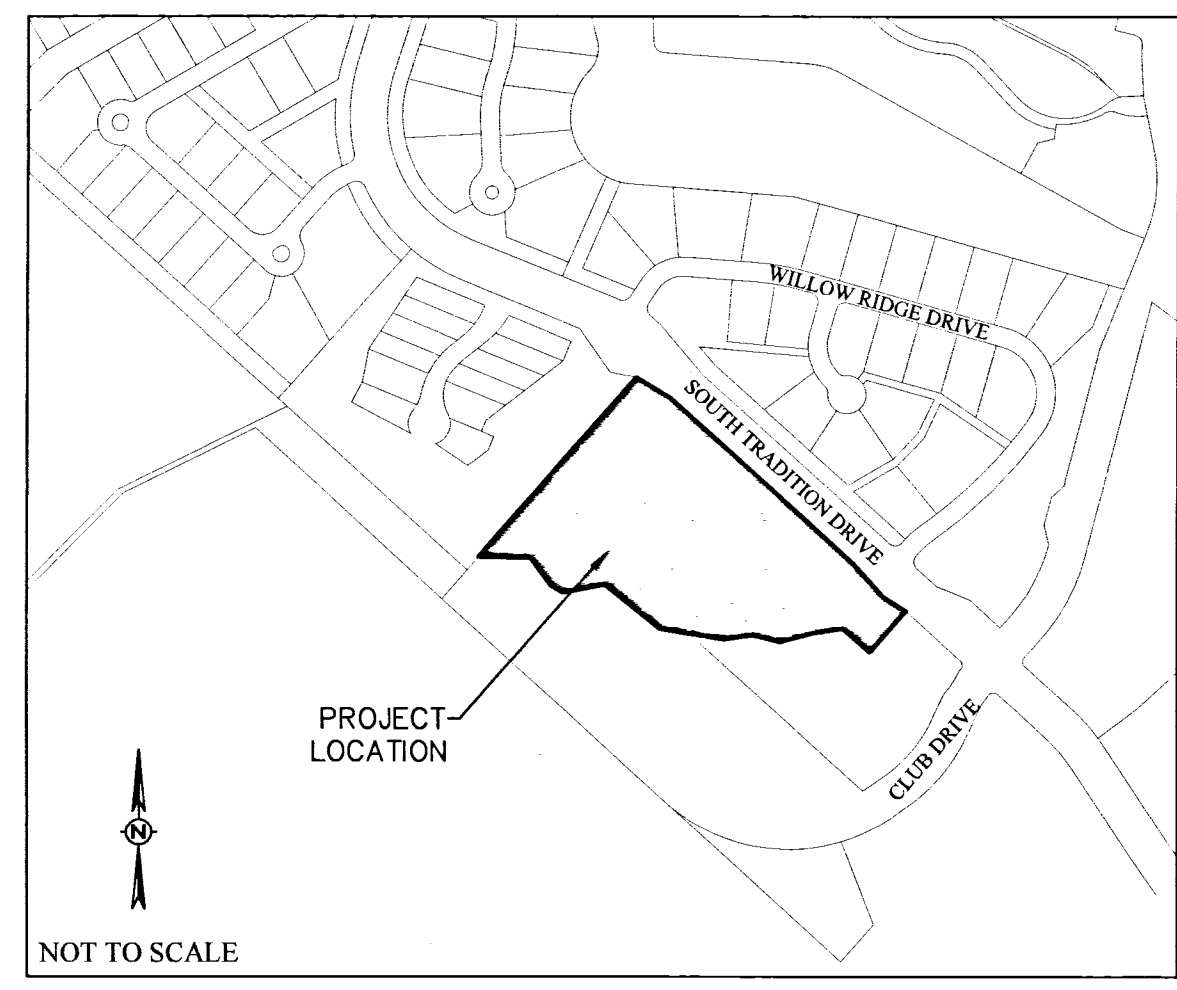 WILLOW RIDGE DRIVE
SOUTH TRADITION DRIVE
PROJECT
LOCATION
CLUB DRIVE
N
NOT TO SCALE